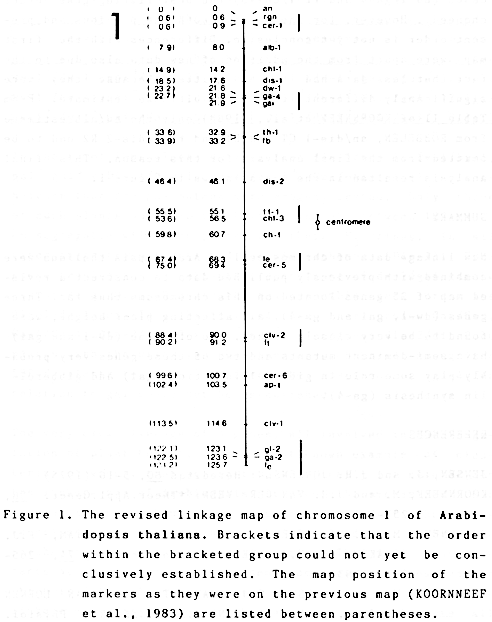 1
( 0 ) 0 an
( 0.6) 0.6 rgn
( 0.6) 0.9 cer-1
( 7.9) 8.0 alb-1
( 14.9) 14.2 chl-1
( 18.5) 17.6 dis-1
( 23.2) 21.6 dw-1
( 22.7) 21.8 ga-4
21.9 gai
( 33.6) 32.9 th-1
( 33.9) 33.2 fb
( 46.4) 46.1 dis-2
( 55.5) 55.1 tt-1
( 53.6) 56.5 chl-3
centromere
( 59.8) 60.7 ch-1
( 67.4) 68.3 le
( 75.0) 69.4 cer-5
( 88.4) 90.0 clv-2
( 90.2) 91.2
( 99.6) 100.7 cer-6
(102.4) 103.5 ap-1
(113.5) 114.6 clv-1
(122.1) 123.1 gl-2
(122.5) 123.6 ga-2
125.7
Figure 1. The revised linkage map of chromosome 1 of Arabi-
dopsis thaliana. Brackets indicate that the order
within the bracketed group could not yet be con-
clusively established. The map position of the
markers as they were on the previous map (KOORNNEEF
et al., 1983) are listed between parentheses.